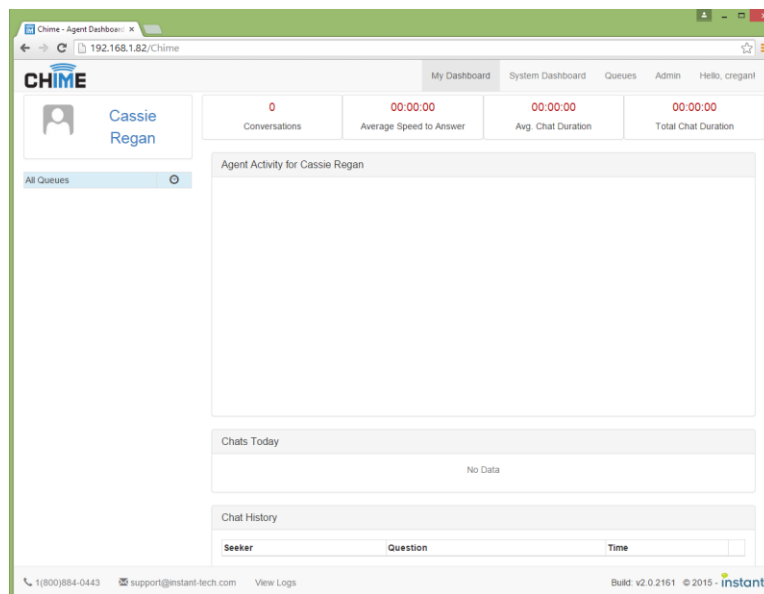 Chime - Agent Dashboard
192.168.1.82/Chime
CHIME
My Dashboard System Dashboard Queues Admin Hello, cregan!
Cassie
Regan
0 00:00:00 00:00:00 00:00:00
Conversations Average Speed to Answer Avg. Chat Duration Total Chat Duration
All Queues
Agent Activity for Cassie Regan
Chats Today
No Data
Chat History
Seeker Question Time
1(800)884-0443 support@instant-tech.com View Logs Build: v2.0.2161 © 2015 - instant